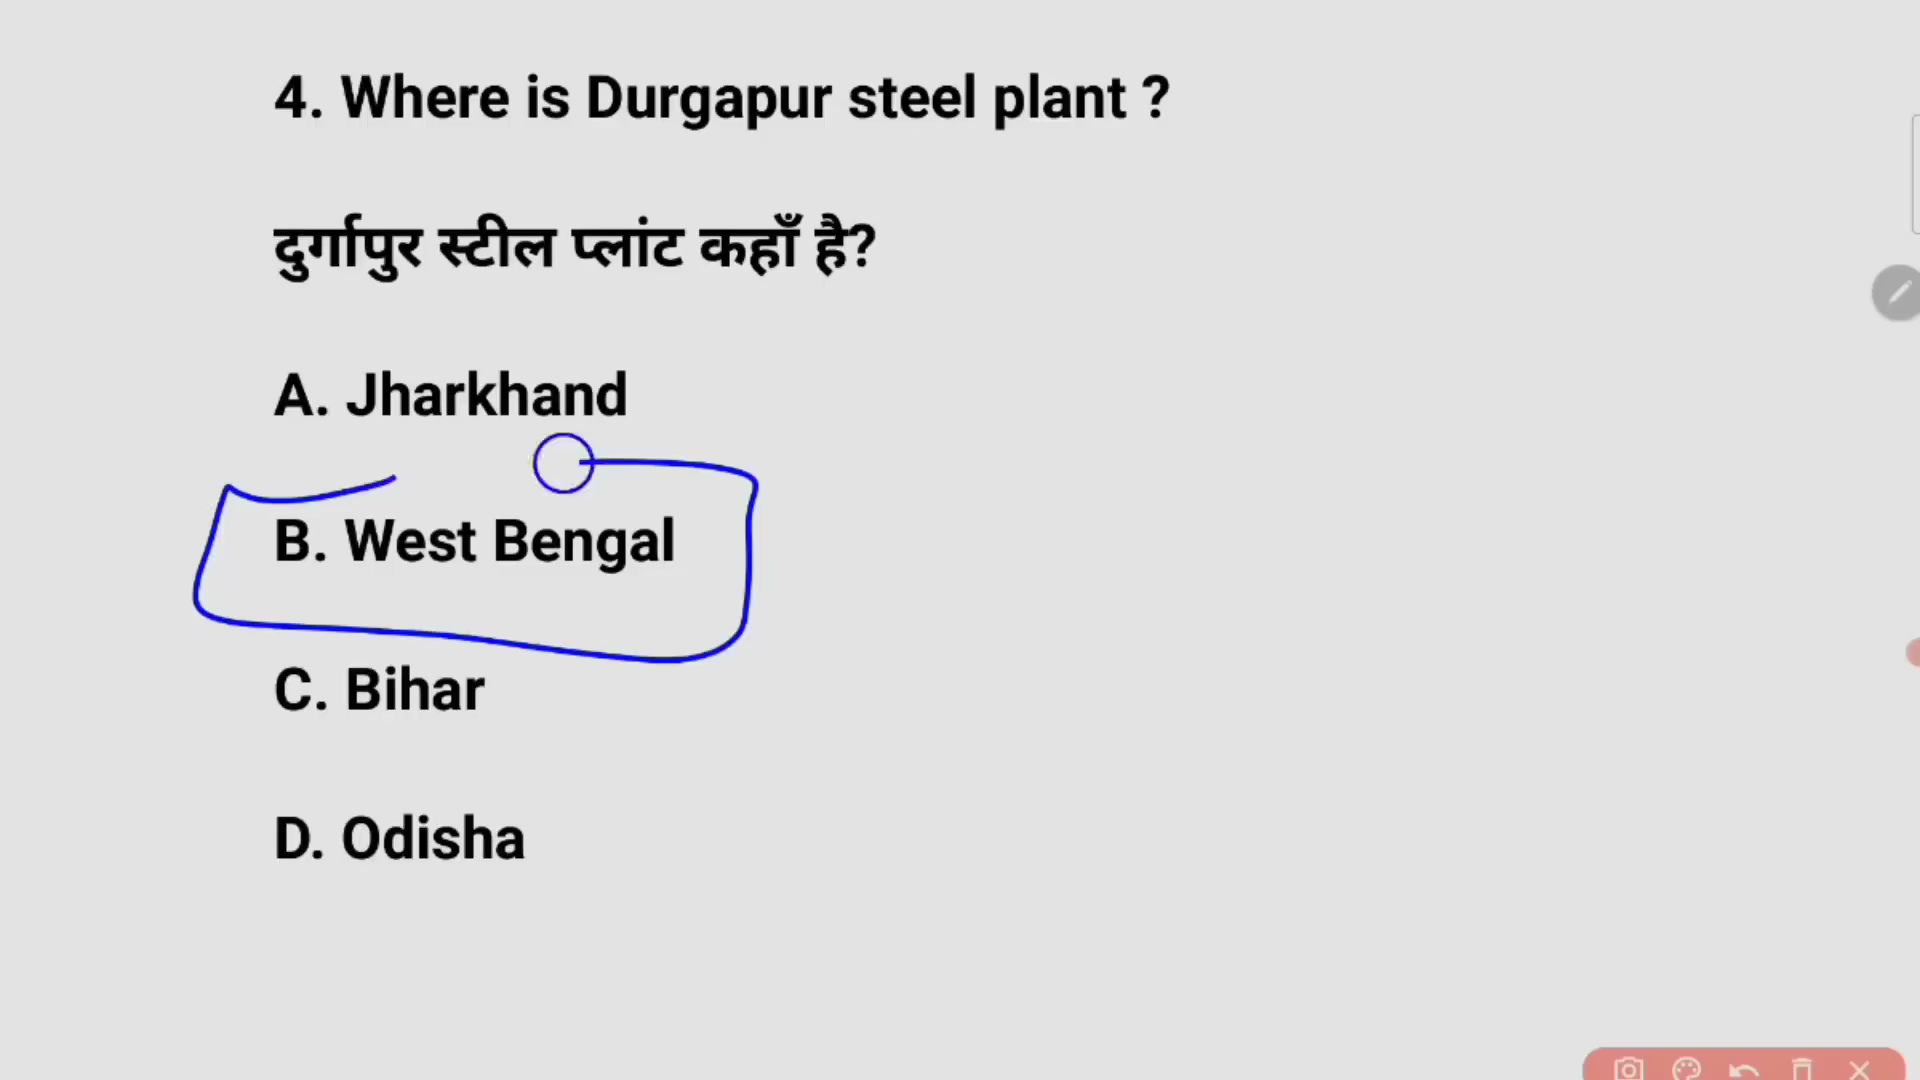 4. Where is Durgapur steel plant ?
दुर्गापुर स्टील प्लांट कहाँ है?
A. Jharkhand
B. West Bengal
C. Bihar
D. Odisha